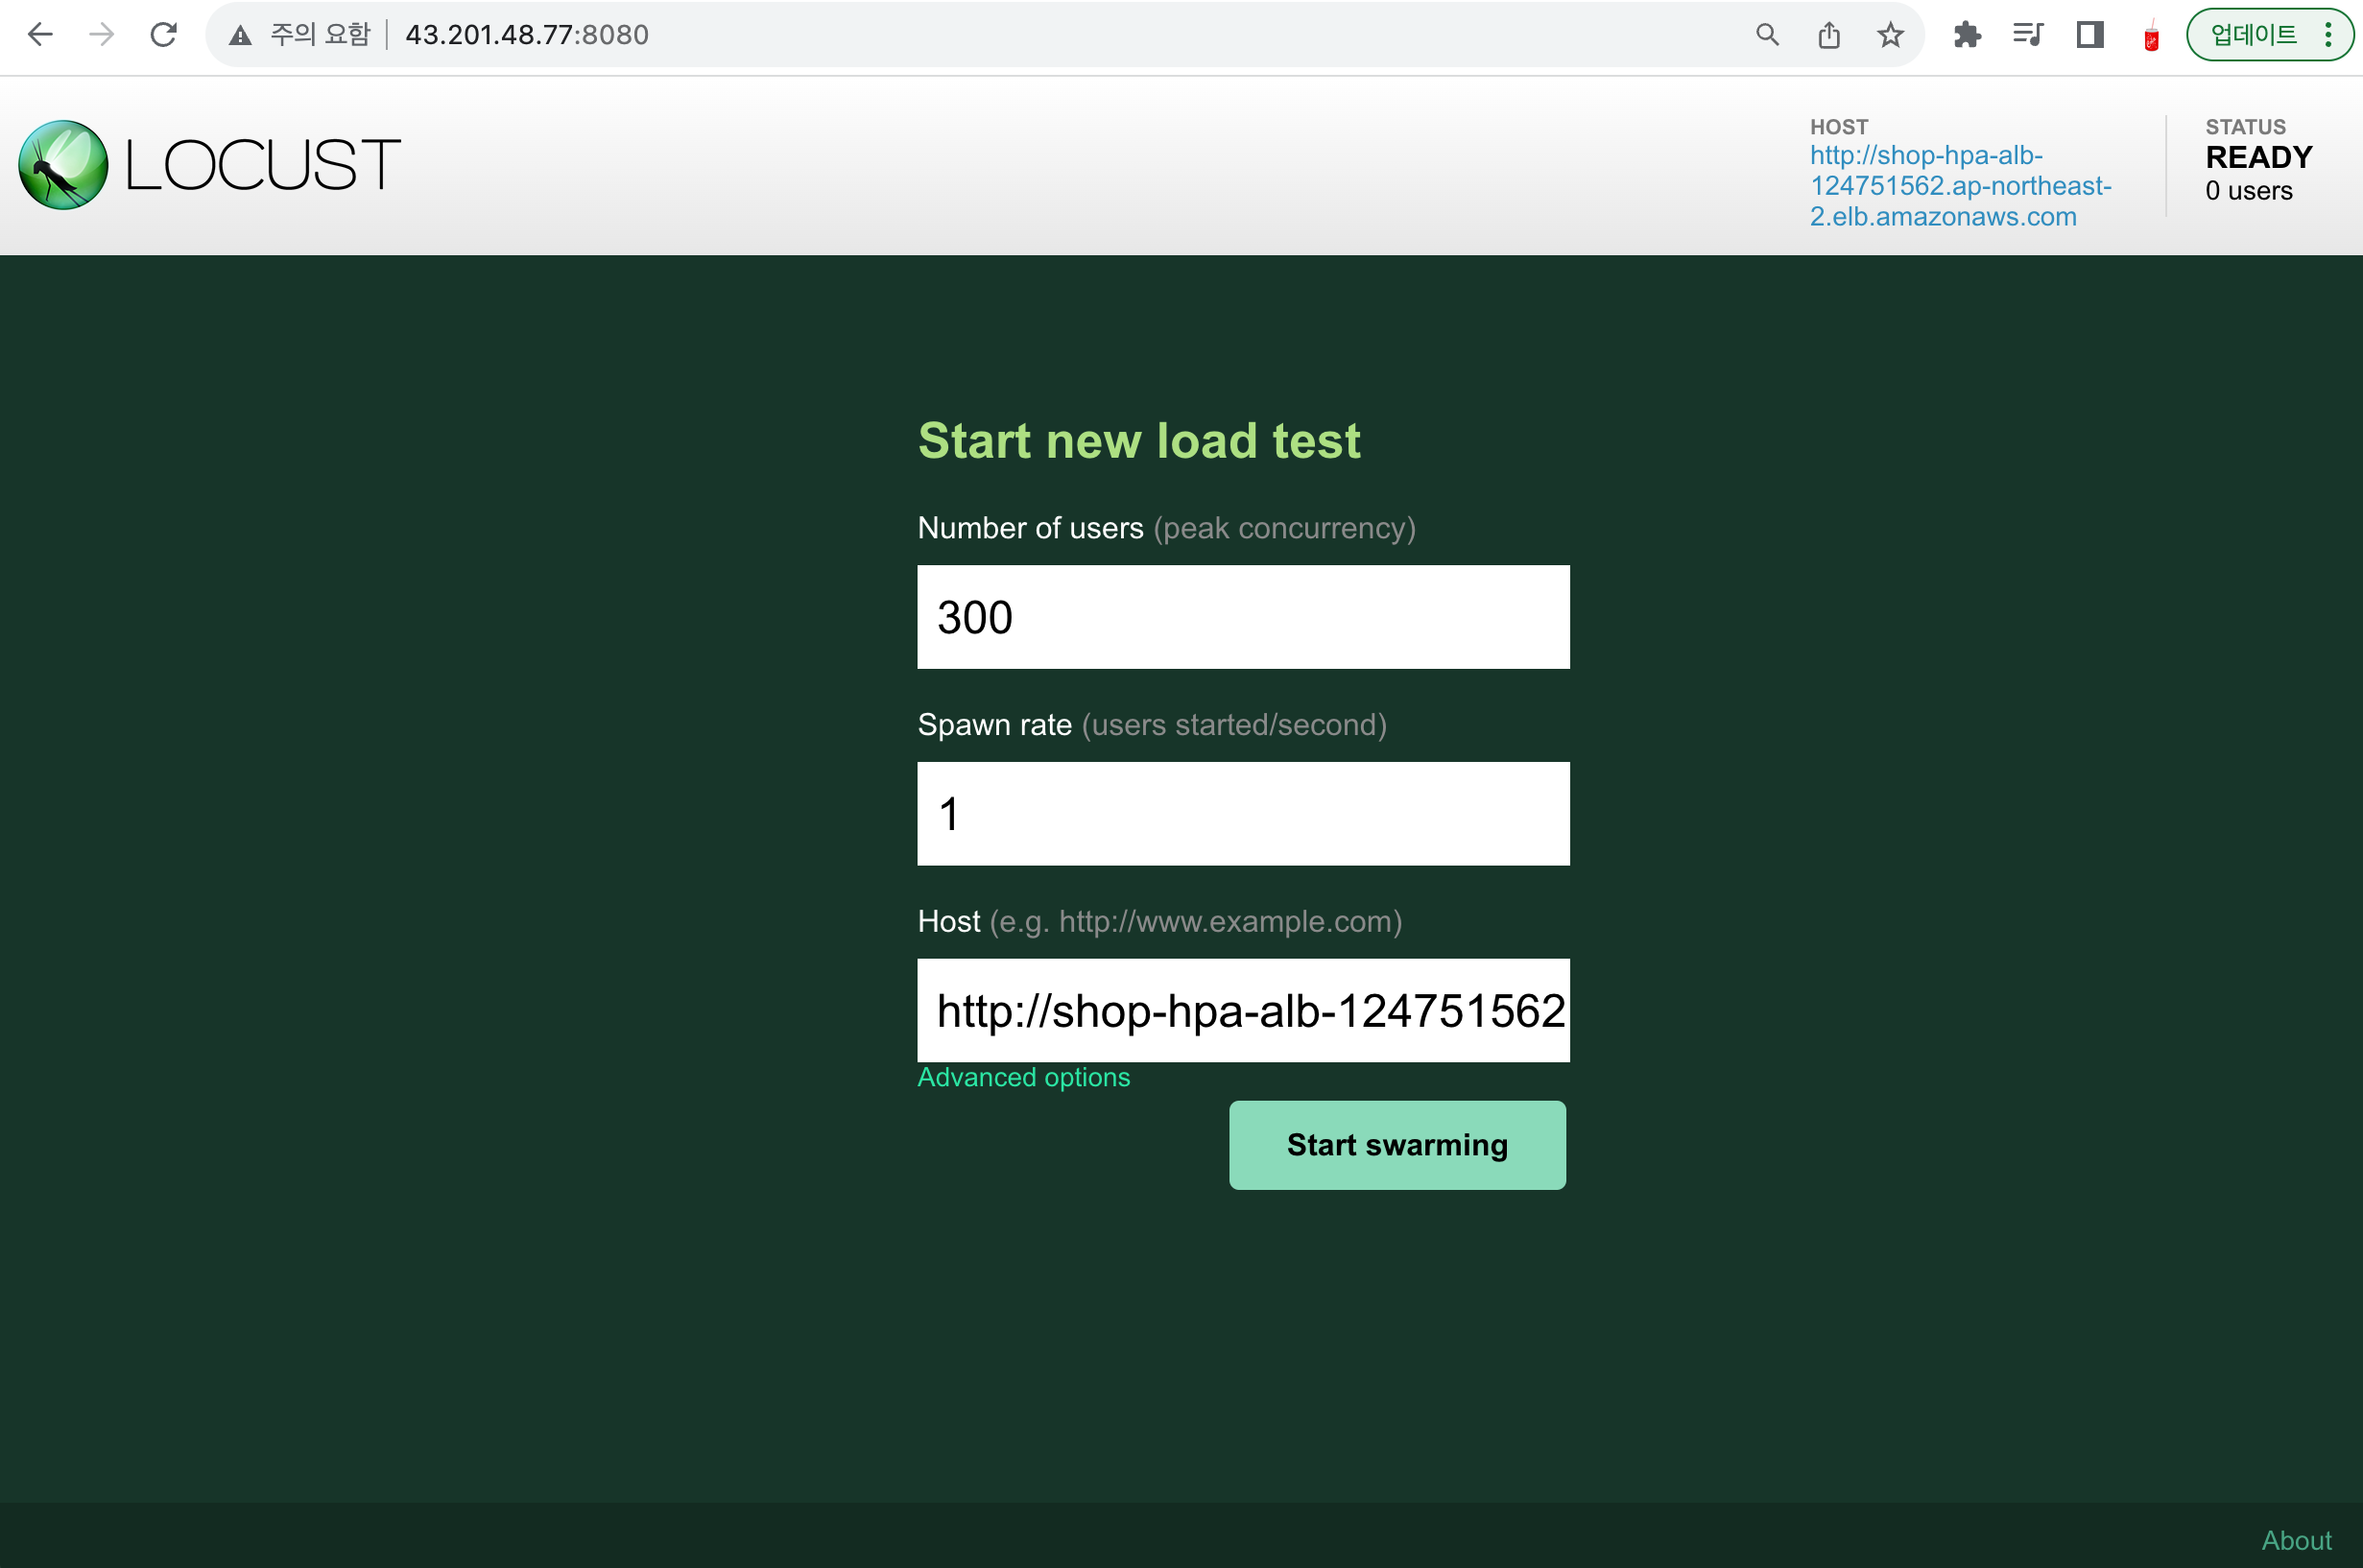 주의 요함 43.201.48.77:8080
업데이트
LOCUST
HOST
http://shop-hpa-alb-
124751562.ap-northeast-
2.elb.amazonaws.com
STATUS
READY
0 users
Start new load test
Number of users (peak concurrency)
300
Spawn rate (users started/second)
1
Host (e.g. http://www.example.com)
http://shop-hpa-alb-124751562
Advanced options
Start swarming
About